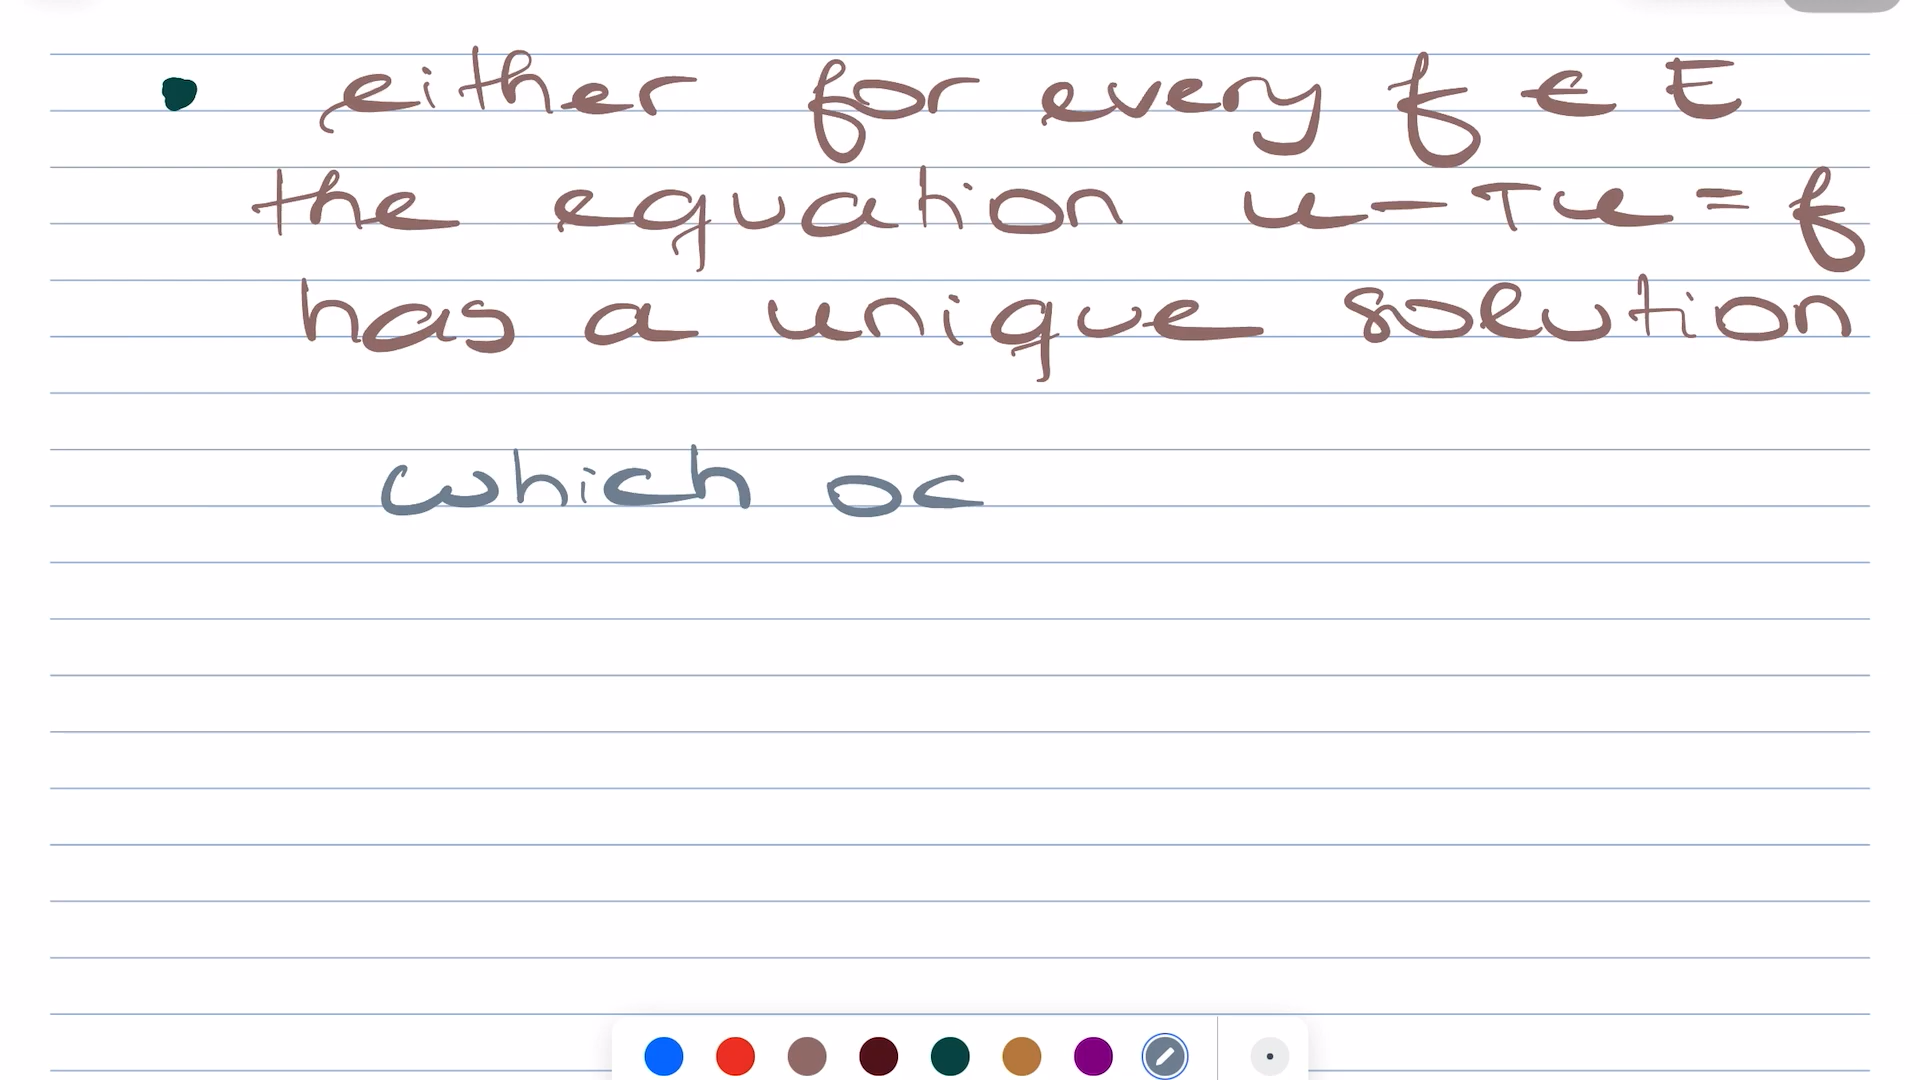 • either for every f ∈ E
the equation u - Tu = f
has a unique solution
which oc